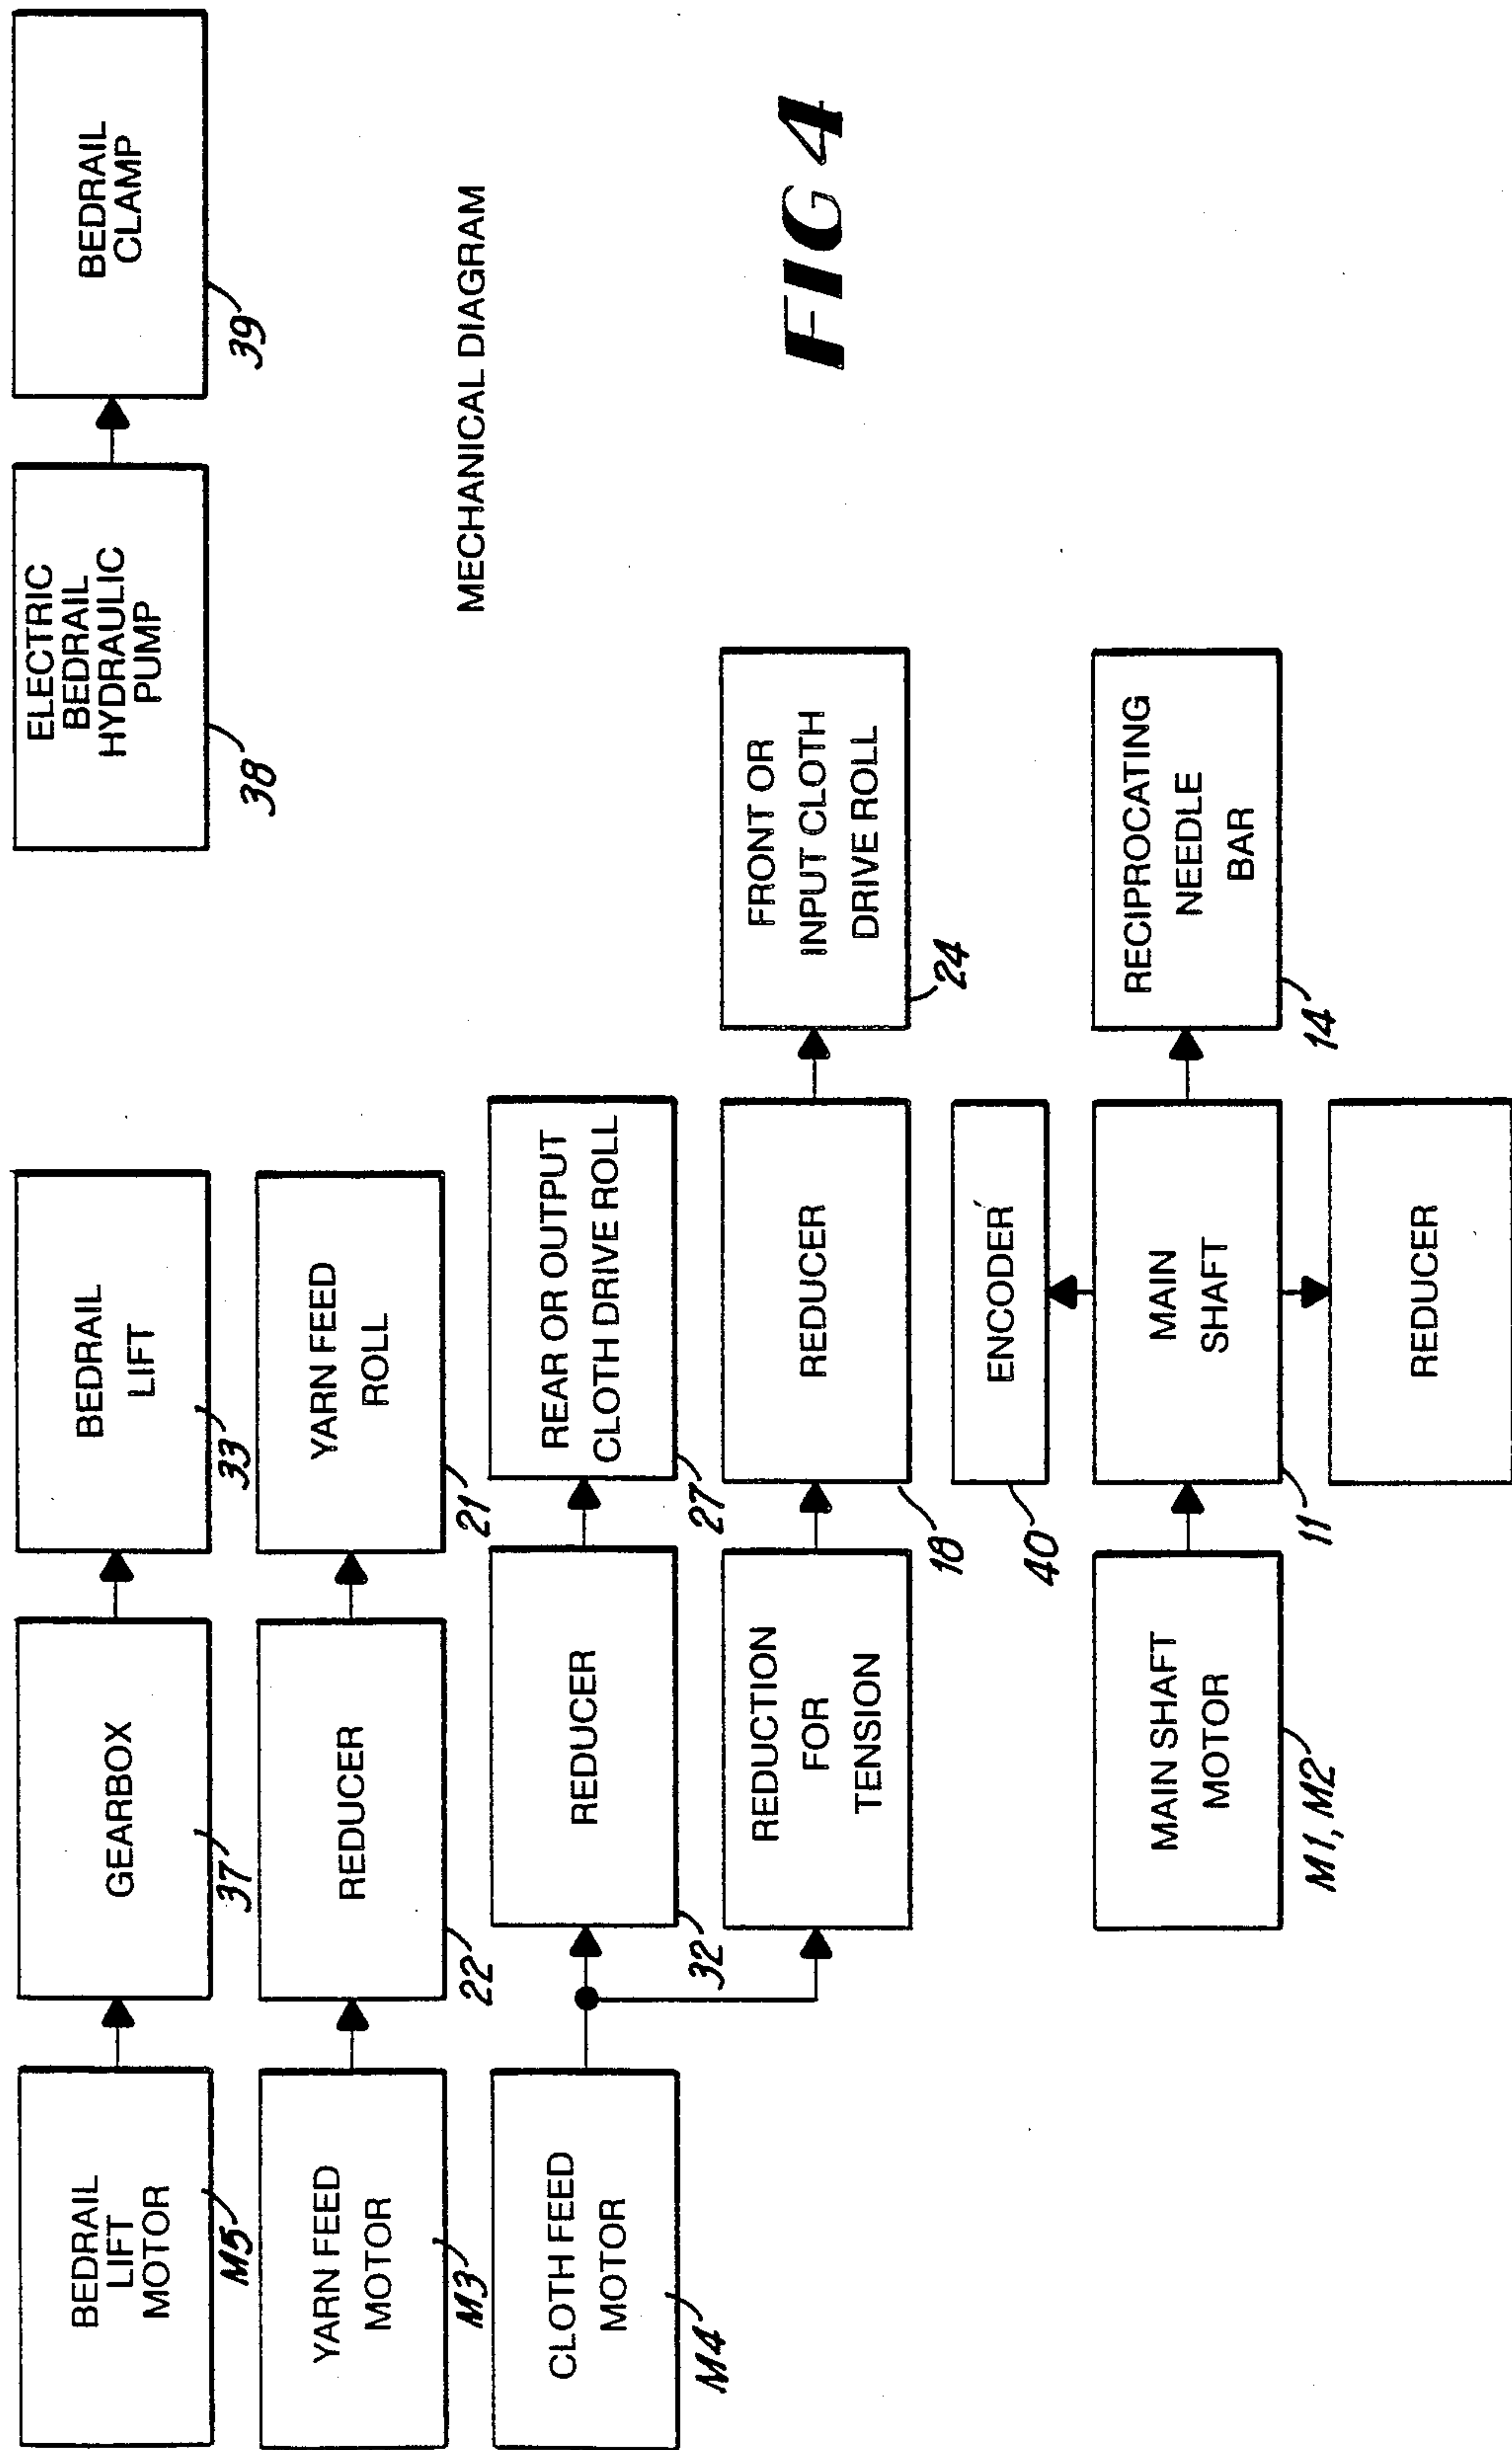 BEDRAIL
LIFT
MOTOR
M5
GEARBOX
37
BEDRAIL
LIFT
33
ELECTRIC
BEDRAIL
HYDRAULIC
PUMP
38
BEDRAIL
CLAMP
39
YARN FEED
MOTOR
M3
REDUCER
22
YARN FEED
ROLL
21
MECHANICAL DIAGRAM
CLOTH FEED
MOTOR
M4
REDUCER
32
REAR OR OUTPUT
CLOTH DRIVE ROLL
27
REDUCTION
FOR
TENSION
REDUCER
18
FRONT OR
INPUT CLOTH
DRIVE ROLL
24
FIG 4
ENCODER
40
MAIN SHAFT
MOTOR
M1, M2
MAIN
SHAFT
11
RECIPROCATING
NEEDLE
BAR
14
REDUCER